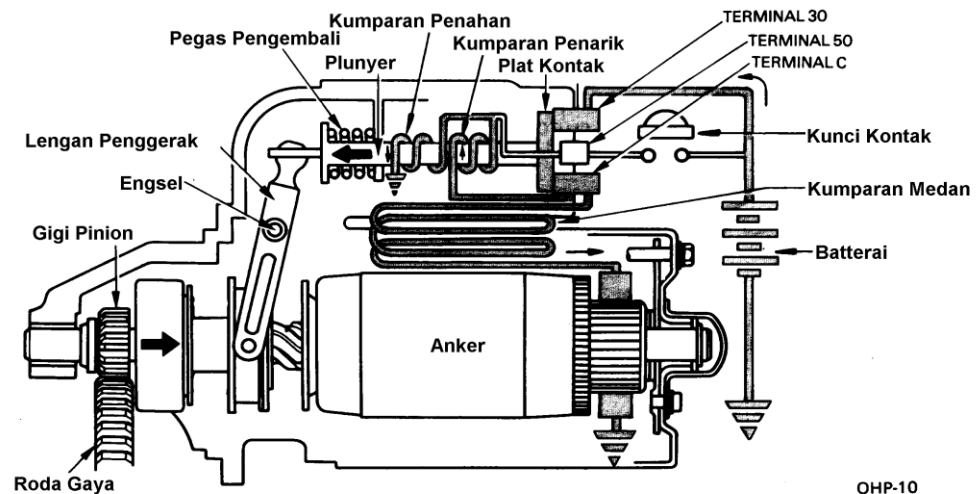 Kumparan Penahan
TERMINAL 30
Pegas Pengembali
Kumparan Penarik
TERMINAL 50
Plunyer
Plat Kontak
TERMINAL C
Lengan Penggerak
Kunci Kontak
Engsel
Kumparan Medan
Gigi Pinion
Batterai
Anker
Roda Gaya
OHP-10